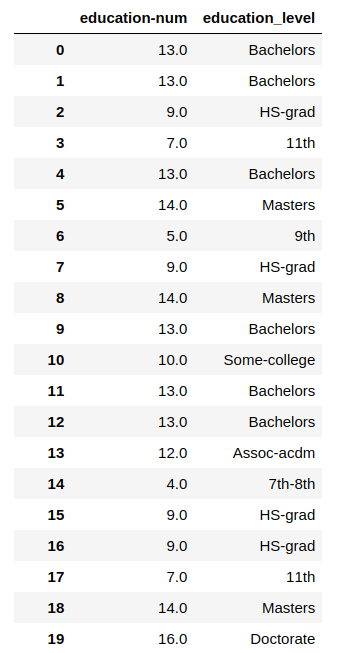 education-num education_level
0 13.0 Bachelors
1 13.0 Bachelors
2 9.0 HS-grad
3 7.0 11th
4 13.0 Bachelors
5 14.0 Masters
6 5.0 9th
7 9.0 HS-grad
8 14.0 Masters
9 13.0 Bachelors
10 10.0 Some-college
11 13.0 Bachelors
12 13.0 Bachelors
13 12.0 Assoc-acdm
14 4.0 7th-8th
15 9.0 HS-grad
16 9.0 HS-grad
17 7.0 11th
18 14.0 Masters
19 16.0 Doctorate